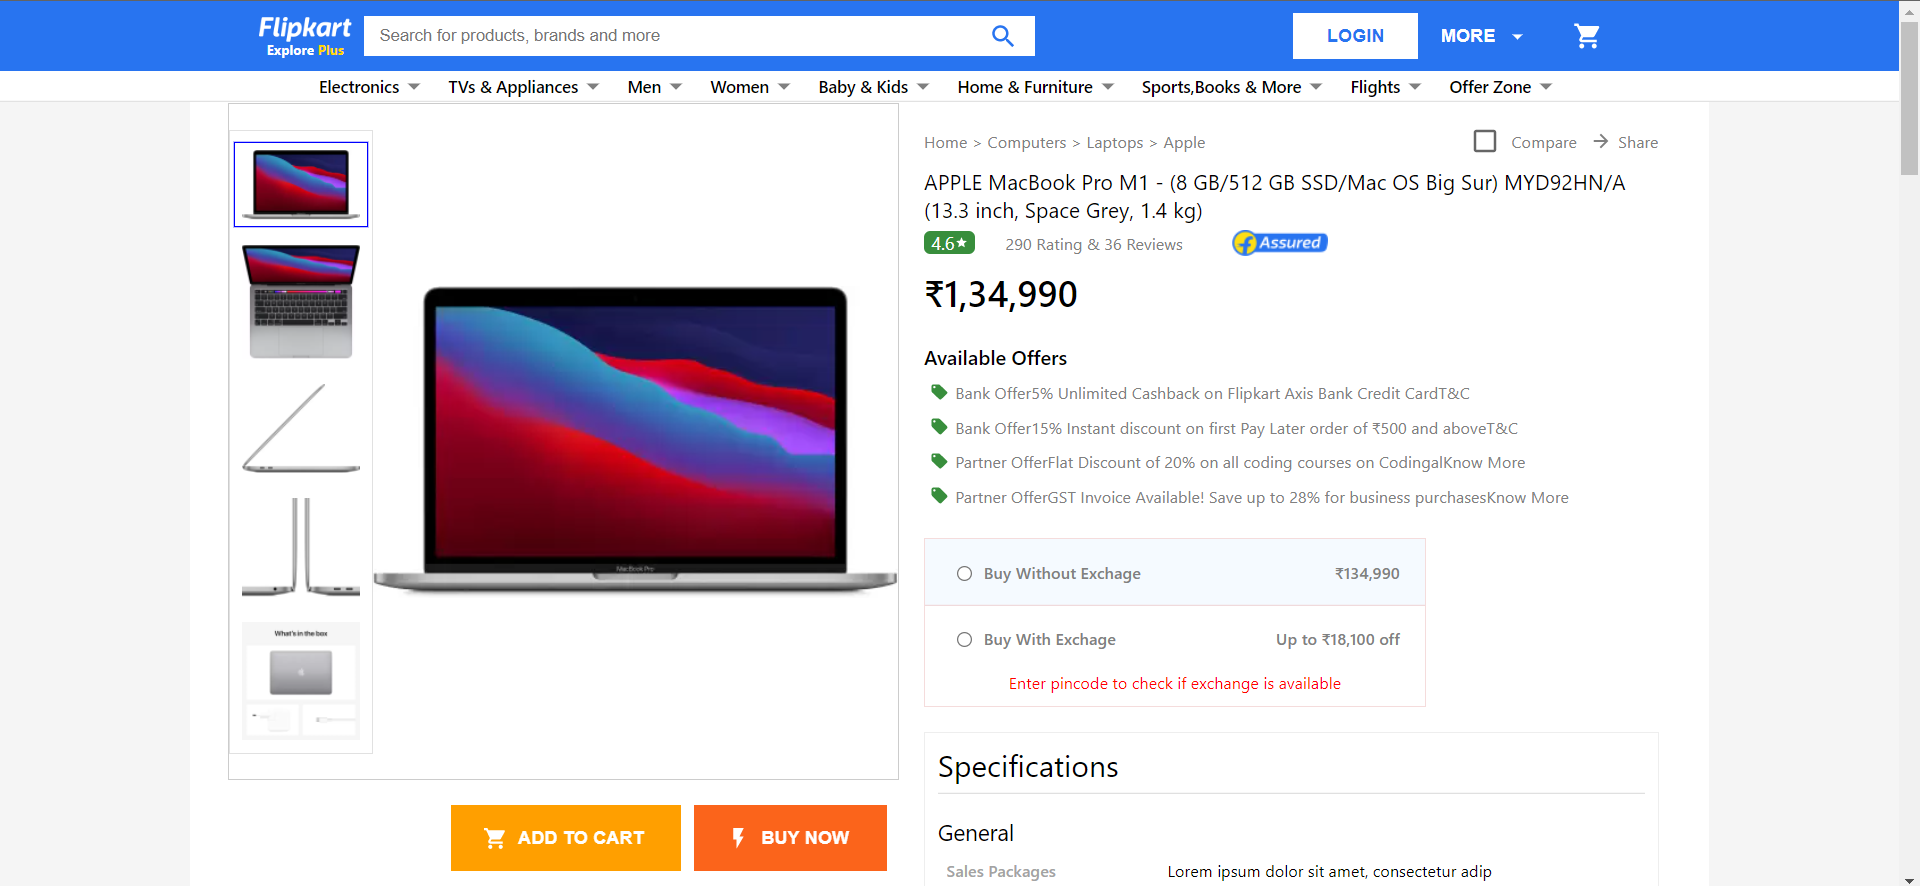 Flipkart
Explore Plus
Search for products, brands and more
LOGIN
MORE
Electronics
TVs & Appliances
Men
Women
Baby & Kids
Home & Furniture
Sports,Books & More
Flights
Offer Zone
Home > Computers > Laptops > Apple
Compare
Share
APPLE MacBook Pro M1 - (8 GB/512 GB SSD/Mac OS Big Sur) MYD92HN/A
(13.3 inch, Space Grey, 1.4 kg)
4.6★
290 Rating & 36 Reviews
Assured
₹1,34,990
Available Offers
Bank Offer5% Unlimited Cashback on Flipkart Axis Bank Credit CardT&C
Bank Offer15% Instant discount on first Pay Later order of ₹500 and aboveT&C
Partner OfferFlat Discount of 20% on all coding courses on CodingalKnow More
Partner OfferGST Invoice Available! Save up to 28% for business purchasesKnow More
Buy Without Exchage
₹134,990
Buy With Exchage
Up to ₹18,100 off
Enter pincode to check if exchange is available
MacBook Pro
What's in the box
ADD TO CART
BUY NOW
Specifications
General
Sales Packages
Lorem ipsum dolor sit amet, consectetur adip